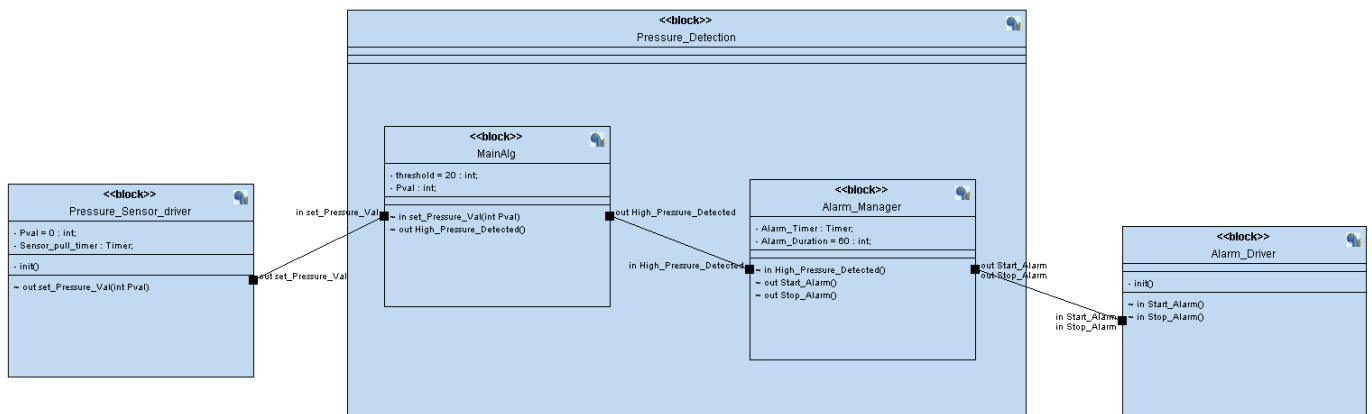 <<block>>
Pressure_Detection
<<block>>
MainAlg
- threshold = 20 : int;
- Pval : int;
~ in set_Pressure_Val(int Pval)
~ out High_Pressure_Detected()
<<block>>
Pressure_Sensor_driver
- Pval = 0 : int;
- Sensor_pull_timer : Timer;
- init()
~ out set_Pressure_Val(int Pval)
in set_Pressure_Val
out set_Pressure_Val
out High_Pressure_Detected
in High_Pressure_Detected
<<block>>
Alarm_Manager
- Alarm_Timer : Timer;
- Alarm_Duration = 60 : int;
~ in High_Pressure_Detected()
~ out Start_Alarm()
~ out Stop_Alarm()
out Start_Alarm
out Stop_Alarm
in Start_Alarm
in Stop_Alarm
<<block>>
Alarm_Driver
- init()
~ in Start_Alarm()
~ in Stop_Alarm()